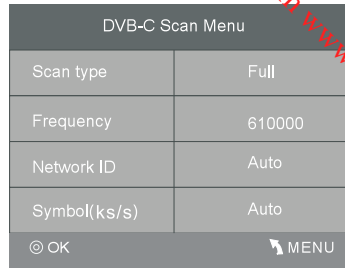 DVB-C Scan Menu
Scan type Full
Frequency 610000
Network ID Auto
Symbol(ks/s) Auto
OK MENU